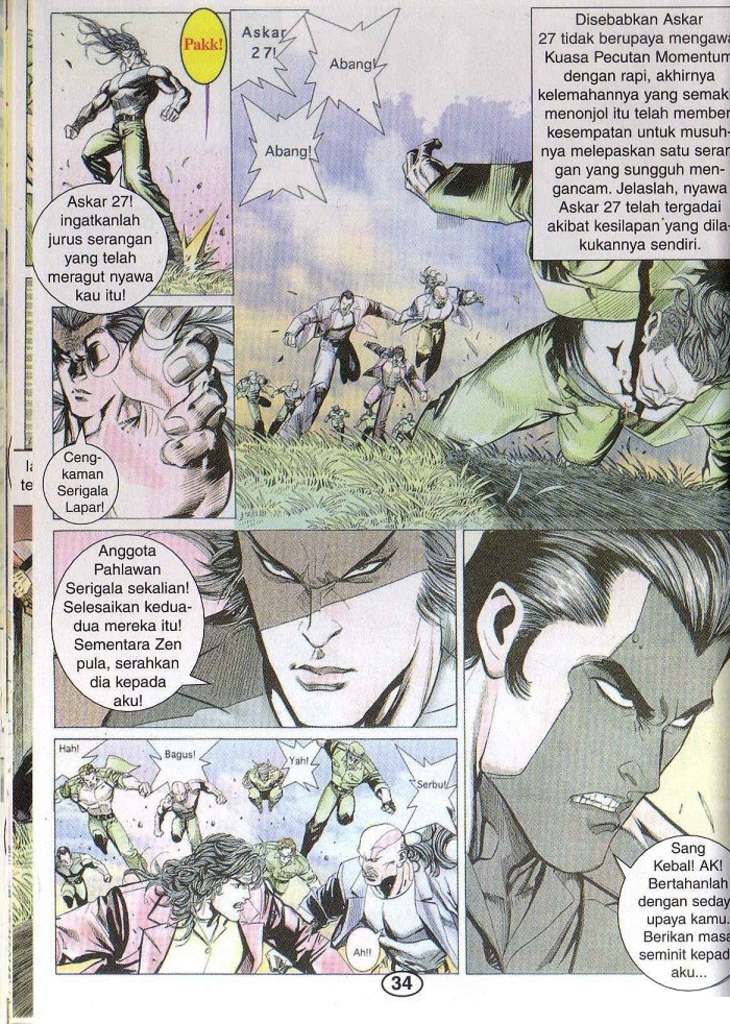 Pakk!
Askar 27!
ingatkanlah
jurus serangan
yang telah
meragut nyawa
kau itu!
Askar
27!
Abang!
Abang!
Disebabkan Askar
27 tidak berupaya mengawa
Kuasa Pecutan Momentum
dengan rapi, akhirnya
kelemahannya yang semak
menonjol itu telah member
kesempatan untuk musuh-
nya melepaskan satu seran
gan yang sungguh men-
gancam. Jelaslah, nyawa
Askar 27 telah tergadai
akibat kesilapan yang dila-
kukannya sendiri.
Ceng-
kaman
Serigala
Lapar!
Anggota
Pahlawan
Serigala sekalian!
Selesaikan kedua-
dua mereka itu!
Sementara Zen
pula, serahkan
dia kepada
aku!
Hah!
Bagus!
Yah!
Serbu!
Ah!!
Sang
Kebal! AK!
Bertahanlah
dengan seday
upaya kamu.
Berikan masa
seminit kepad
aku...
34